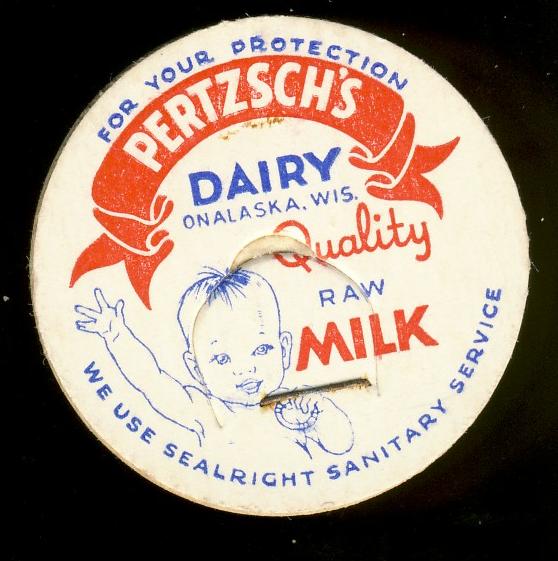 FOR YOUR PROTECTION
PERTZSCH'S
DAIRY
ONALASKA, WIS.
Quality
RAW
MILK
WE USE SEALRIGHT SANITARY SERVICE